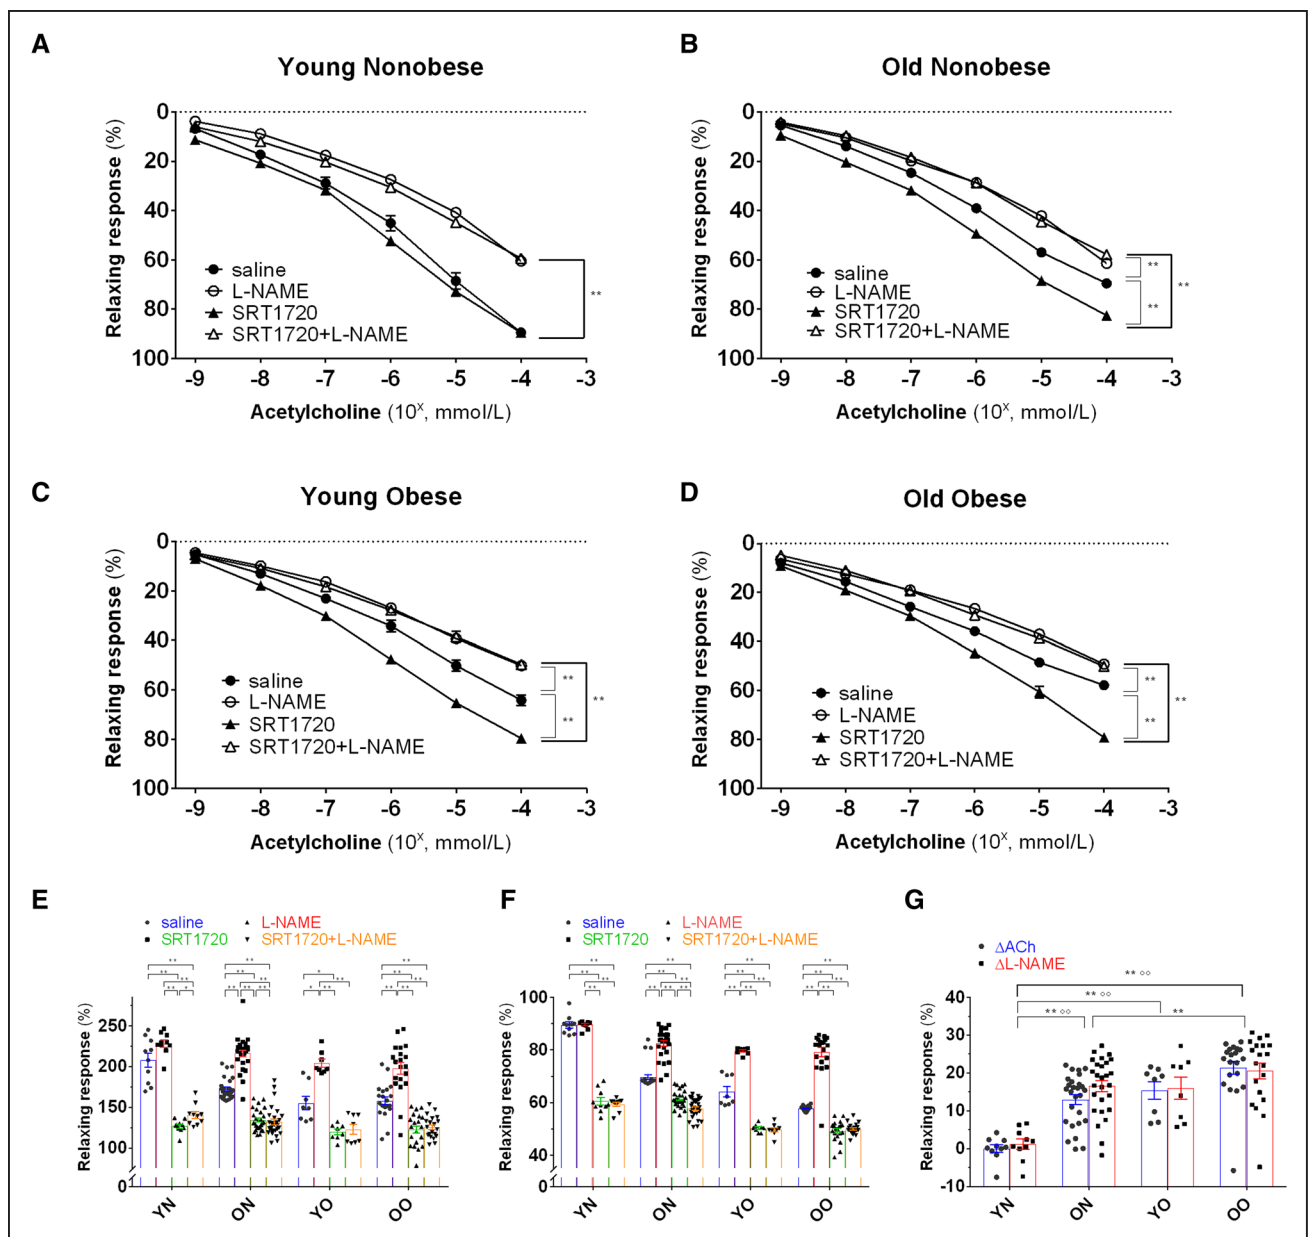 A
Young Nonobese
0
20
40
60
80
100
Relaxing response (%)
saline
L-NAME
SRT1720
SRT1720+L-NAME
**
-9 -8 -7 -6 -5 -4 -3
Acetylcholine (10^x, mmol/L)
B
Old Nonobese
0
20
40
60
80
100
Relaxing response (%)
saline
L-NAME
SRT1720
SRT1720+L-NAME
**
**
**
-9 -8 -7 -6 -5 -4 -3
Acetylcholine (10^x, mmol/L)
C
Young Obese
0
20
40
60
80
100
Relaxing response (%)
saline
L-NAME
SRT1720
SRT1720+L-NAME
**
**
**
-9 -8 -7 -6 -5 -4 -3
Acetylcholine (10^x, mmol/L)
D
Old Obese
0
20
40
60
80
100
Relaxing response (%)
saline
L-NAME
SRT1720
SRT1720+L-NAME
**
**
**
-9 -8 -7 -6 -5 -4 -3
Acetylcholine (10^x, mmol/L)
E
saline L-NAME
SRT1720 SRT1720+L-NAME
250
200
150
100
0
Relaxing response (%)
YN ON YO OO
F
saline L-NAME
SRT1720 SRT1720+L-NAME
100
80
60
40
0
Relaxing response (%)
YN ON YO OO
G
ΔACh
ΔL-NAME
** ◇◇
** ◇◇
** ◇◇ **
40
30
20
10
0
-10
Relaxing response (%)
YN ON YO OO